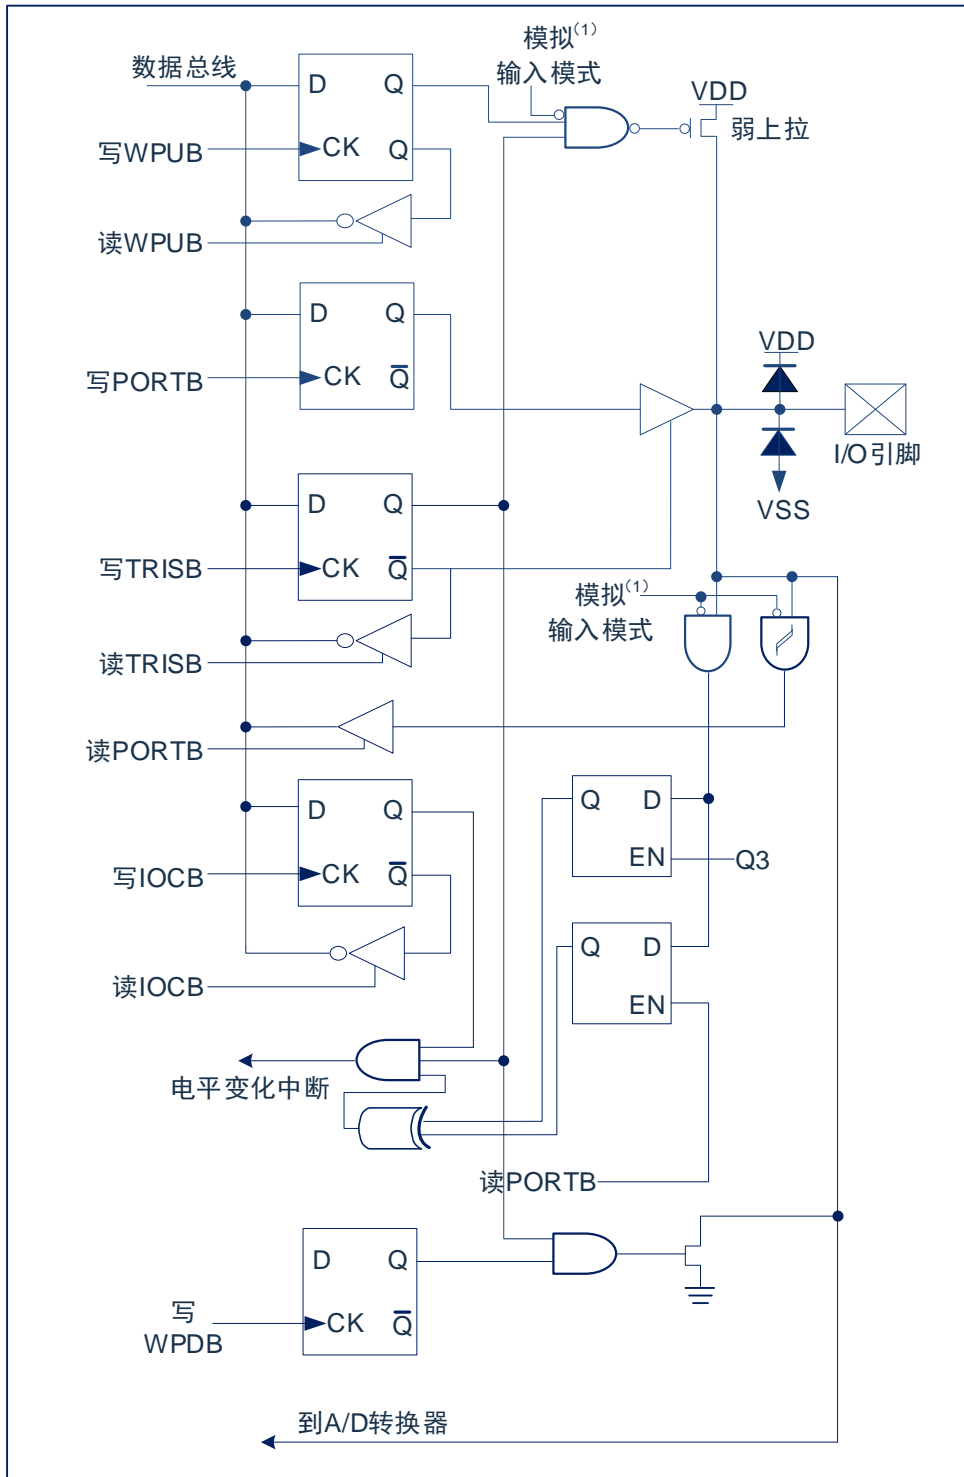 模拟(1)
输入模式
数据总线
D Q
VDD
弱上拉
写WPUB
CK Q
读WPUB
D Q
VDD
写PORTB
CK Q̅
I/O引脚
D Q
VSS
写TRISB
CK Q̅
模拟(1)
输入模式
读TRISB
读PORTB
D Q
Q D
EN Q3
写IOCB
CK Q̅
Q D
读IOCB
EN
电平变化中断
读PORTB
D Q
写
WPDB
CK Q̅
到A/D转换器